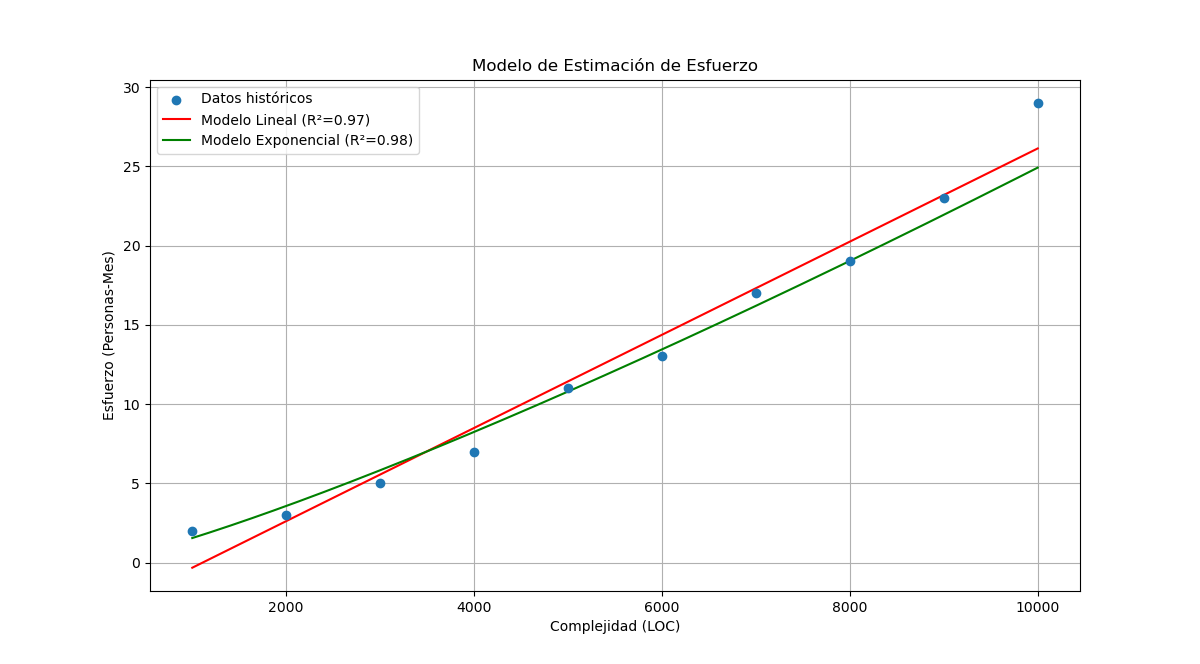 Modelo de Estimación de Esfuerzo
Datos históricos
Modelo Lineal (R²=0.97)
Modelo Exponencial (R²=0.98)
Esfuerzo (Personas-Mes)
30
25
20
15
10
5
0
2000
4000
6000
8000
10000
Complejidad (LOC)